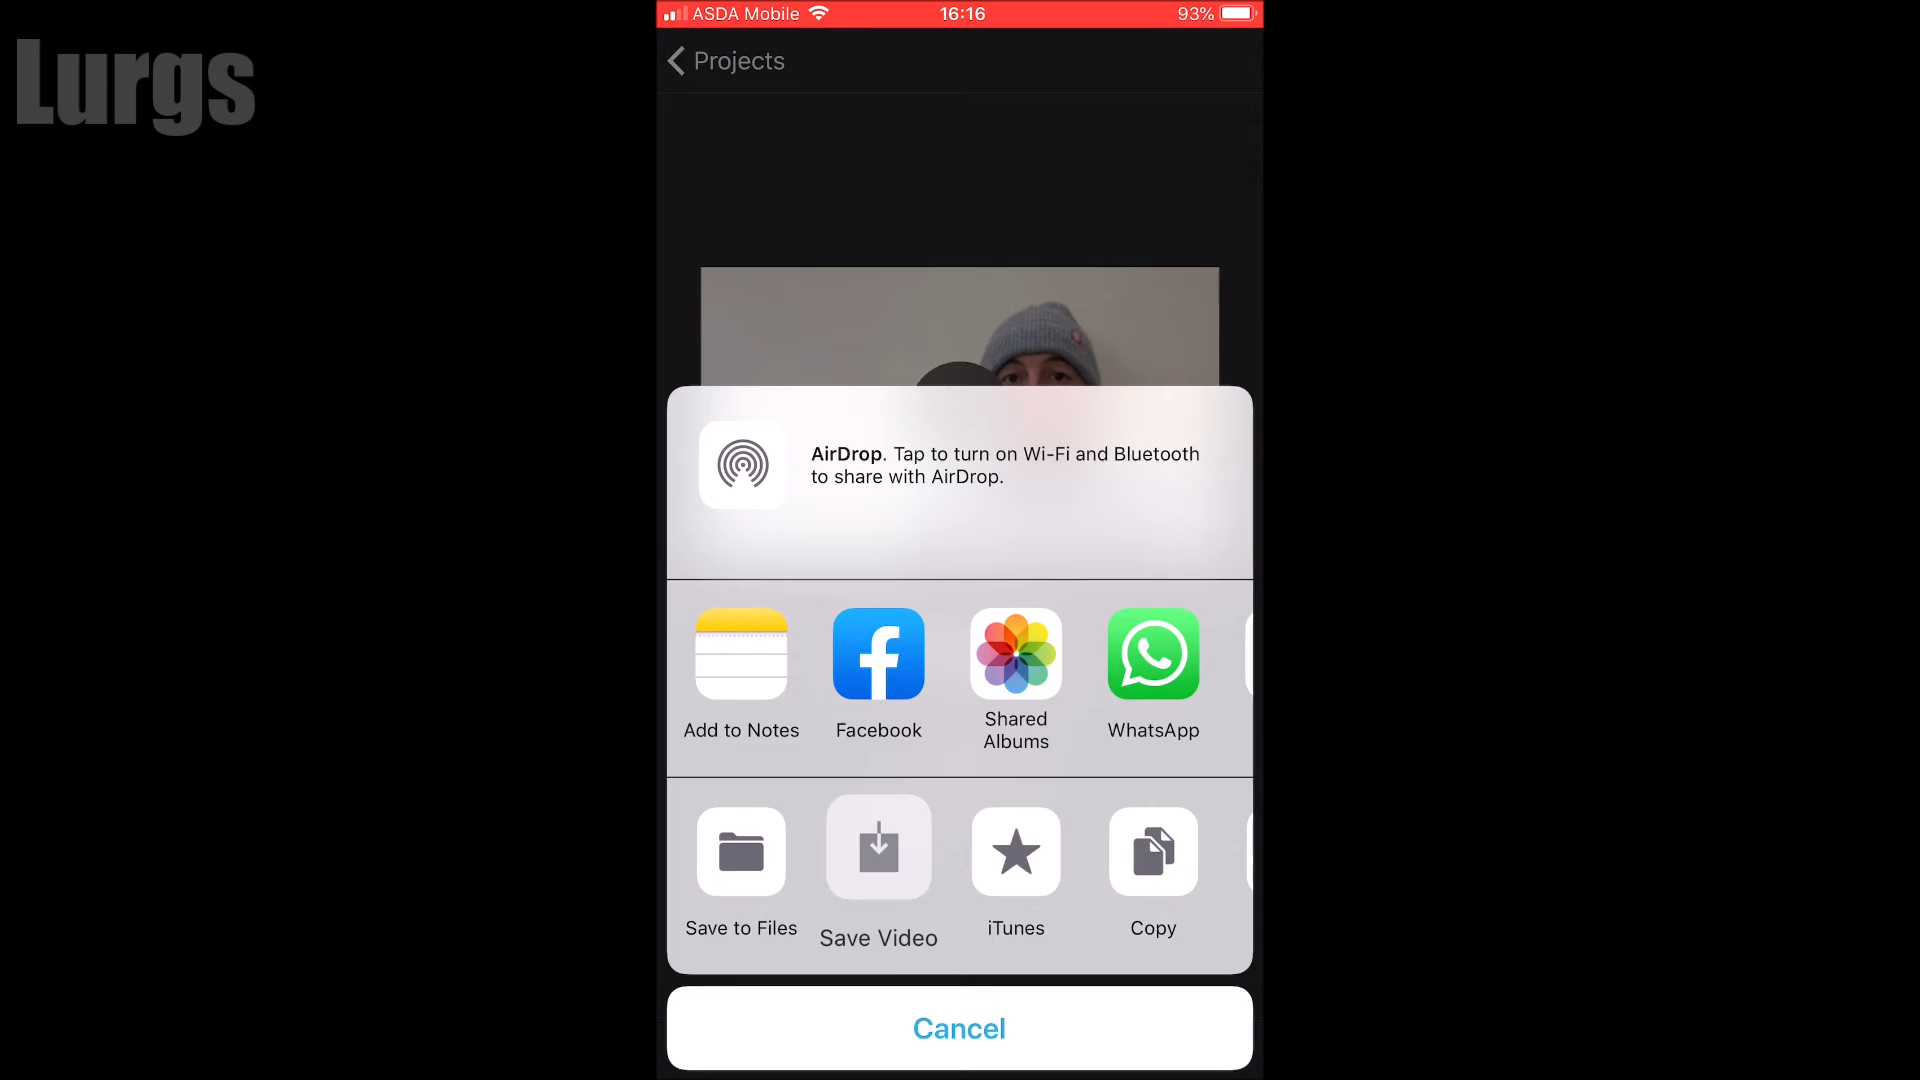 Lurgs
ASDA Mobile 16:16 93%
Projects
AirDrop. Tap to turn on Wi-Fi and Bluetooth
to share with AirDrop.
Add to Notes
Facebook
Shared
Albums
WhatsApp
Save to Files
Save Video
iTunes
Copy
Cancel